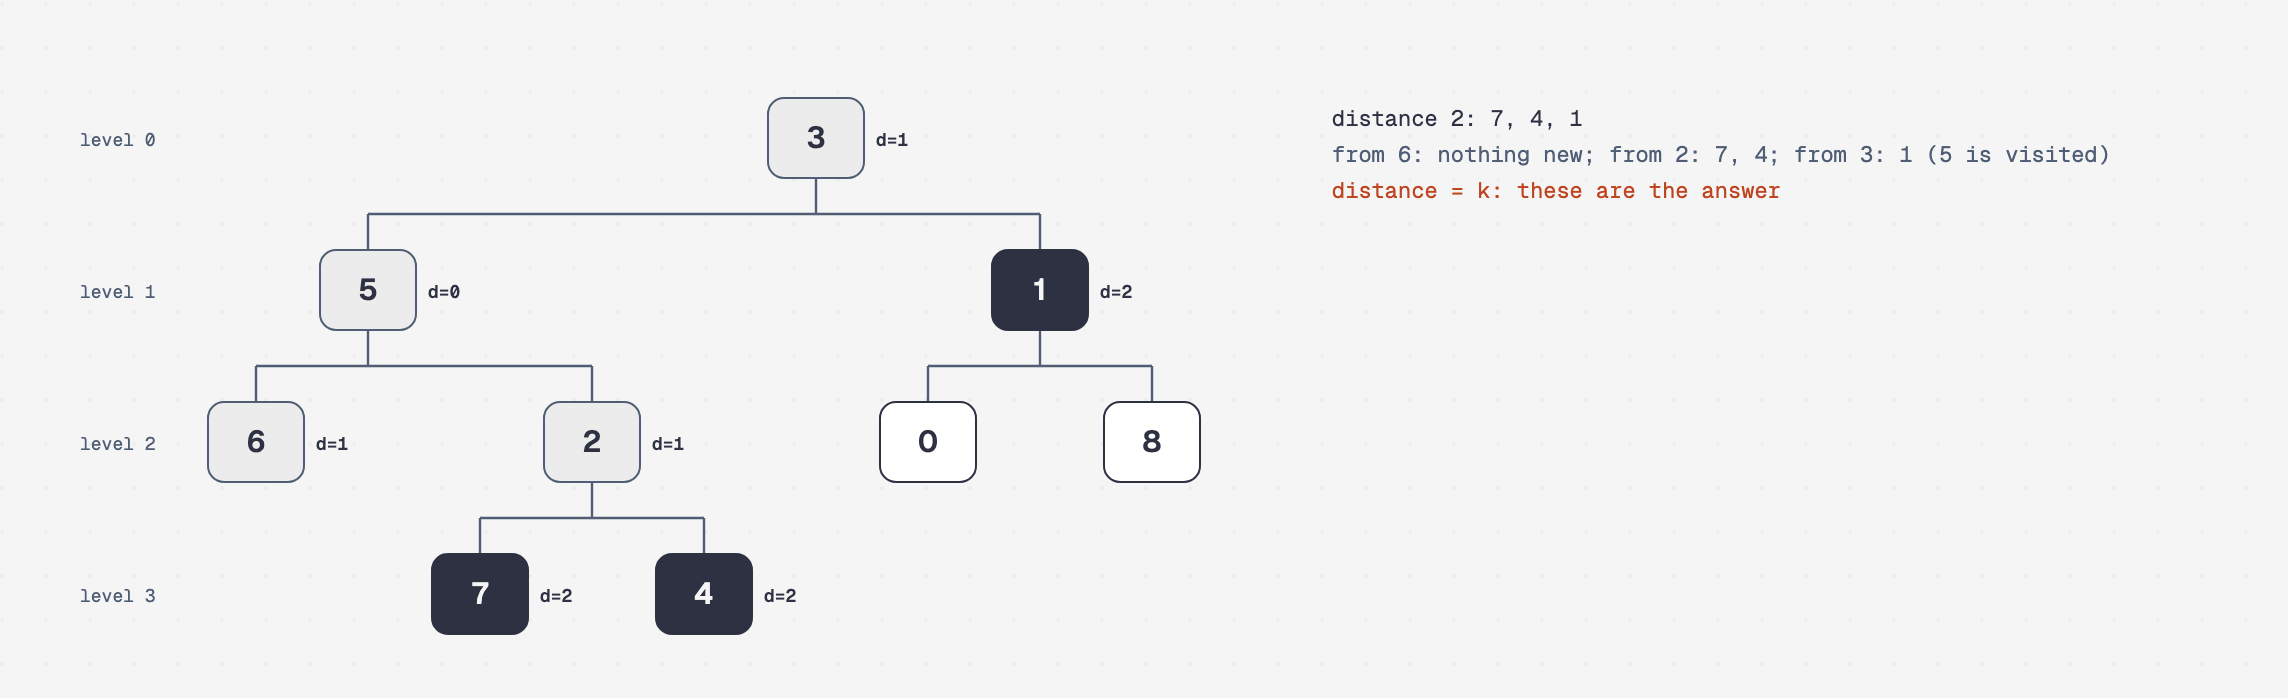 level 0
3 d=1
distance 2: 7, 4, 1
from 6: nothing new; from 2: 7, 4; from 3: 1 (5 is visited)
distance = k: these are the answer
level 1
5 d=0
1 d=2
level 2
6 d=1
2 d=1
0
8
level 3
7 d=2
4 d=2